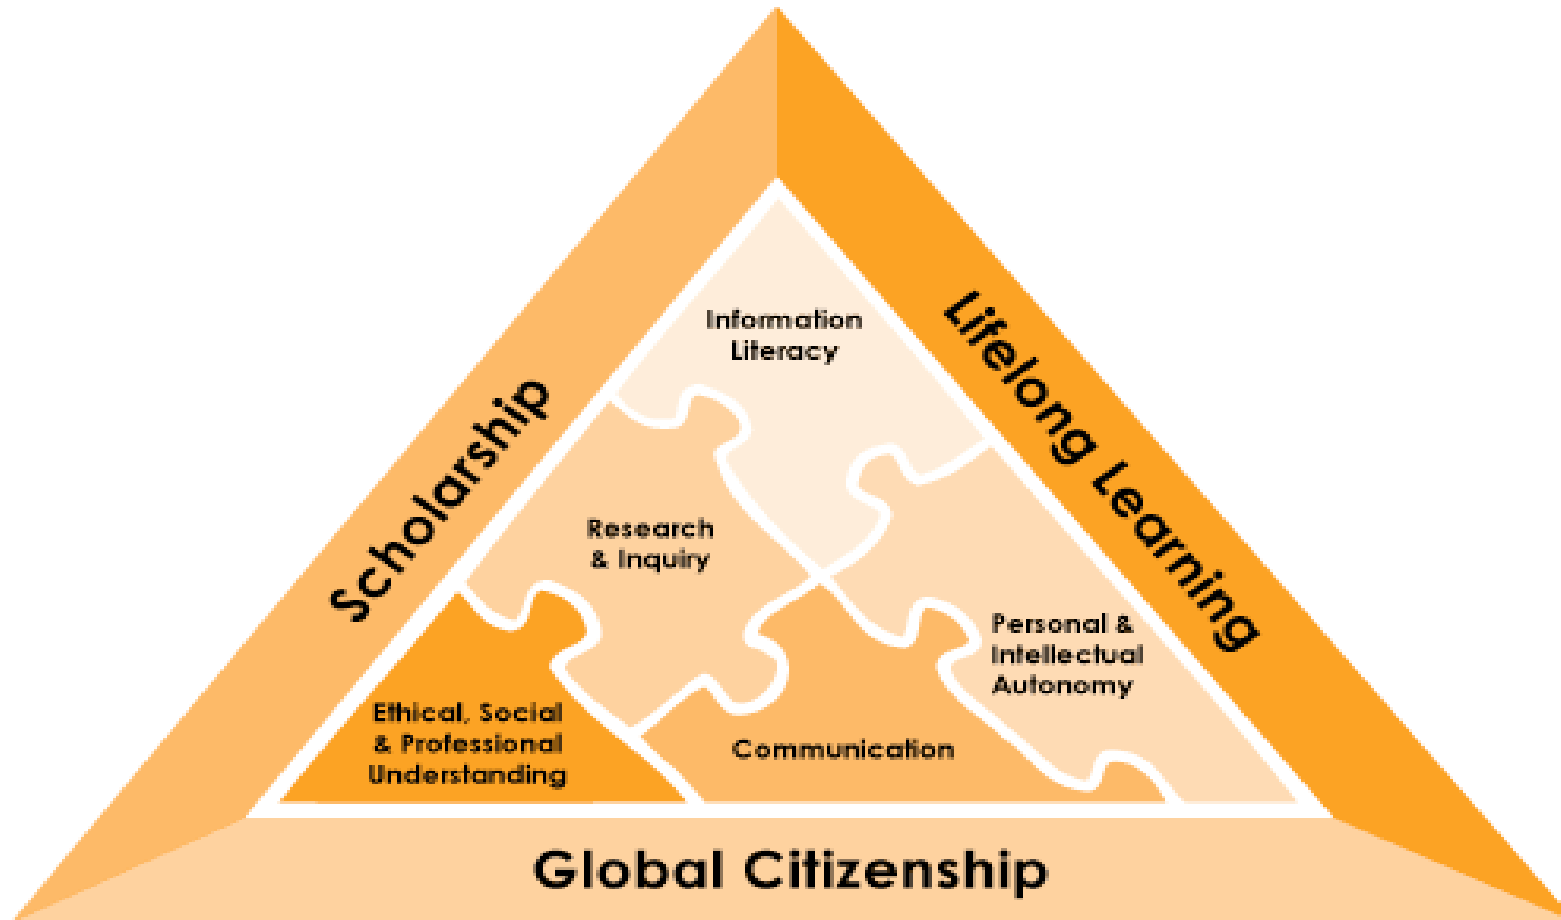 Scholarship
Lifelong Learning
Information
Literacy
Research
& Inquiry
Personal &
Intellectual
Autonomy
Ethical, Social
& Professional
Understanding
Communication
Global Citizenship